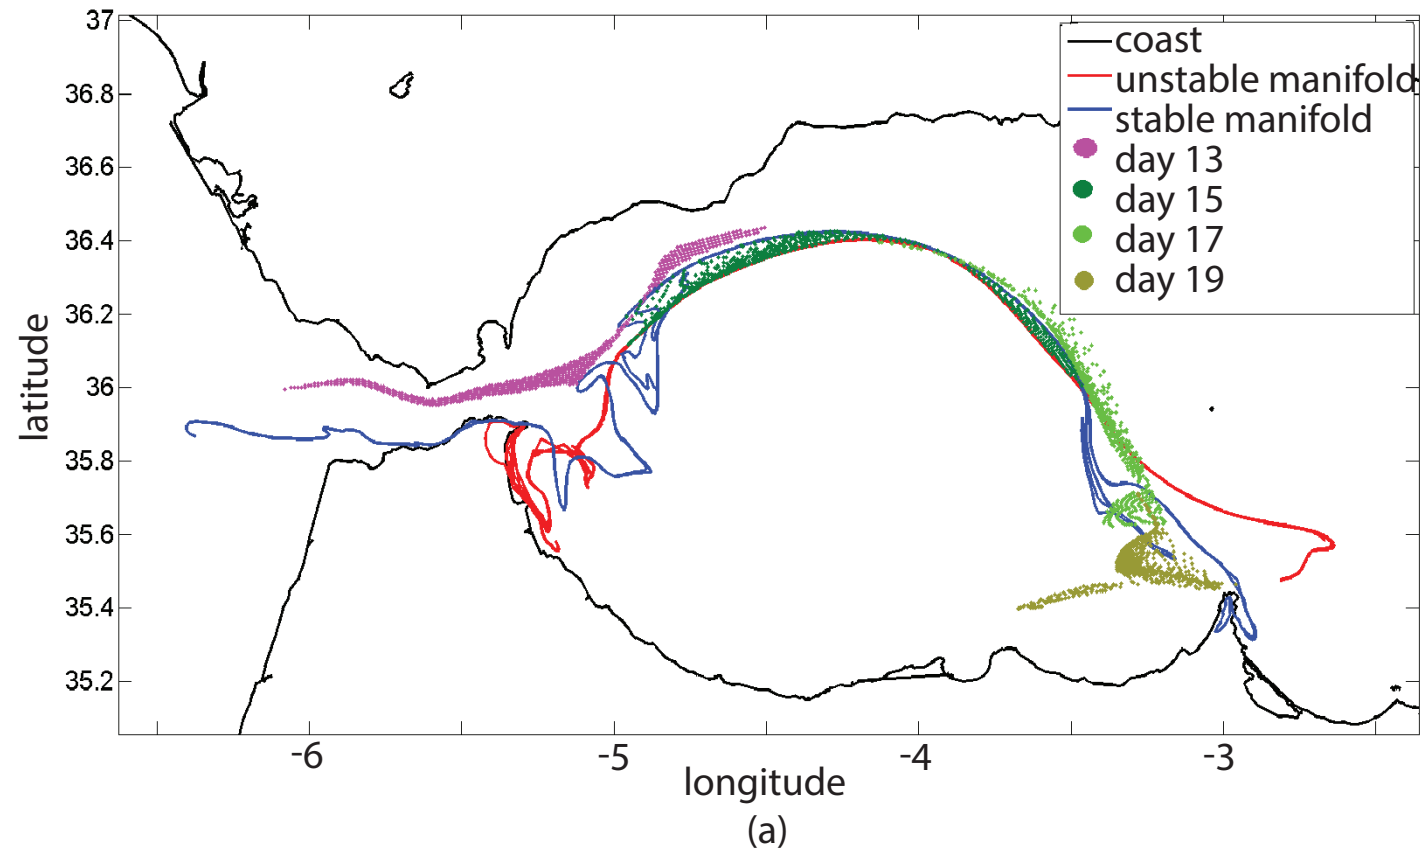 37
36.8
36.6
36.4
36.2
36
35.8
35.6
35.4
35.2
latitude
coast
unstable manifold
stable manifold
day 13
day 15
day 17
day 19
-6
-5
-4
-3
longitude
(a)